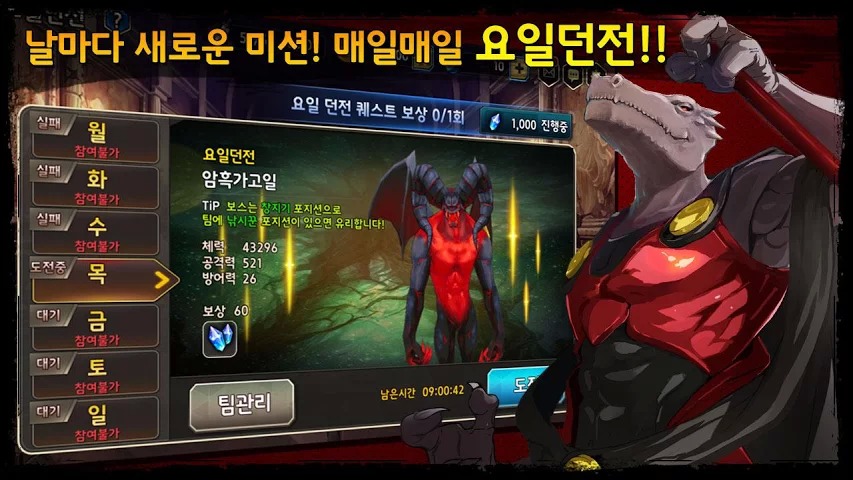 날마다 새로운 미션! 매일매일 요일던전!!
요일 던전 퀘스트 보상 0/1회
1,000 진행중
실패
월
참여불가
실패
화
참여불가
실패
수
참여불가
도전중
목
대기
금
참여불가
대기
토
참여불가
대기
일
참여불가
요일던전
암흑가고일
TiP 보스는 창지기 포지션으로
팀에 낚시꾼 포지션이 있으면 유리합니다!
체력 43296
공격력 521
방어력 26
보상 60
팀관리
남은시간 09:00:42